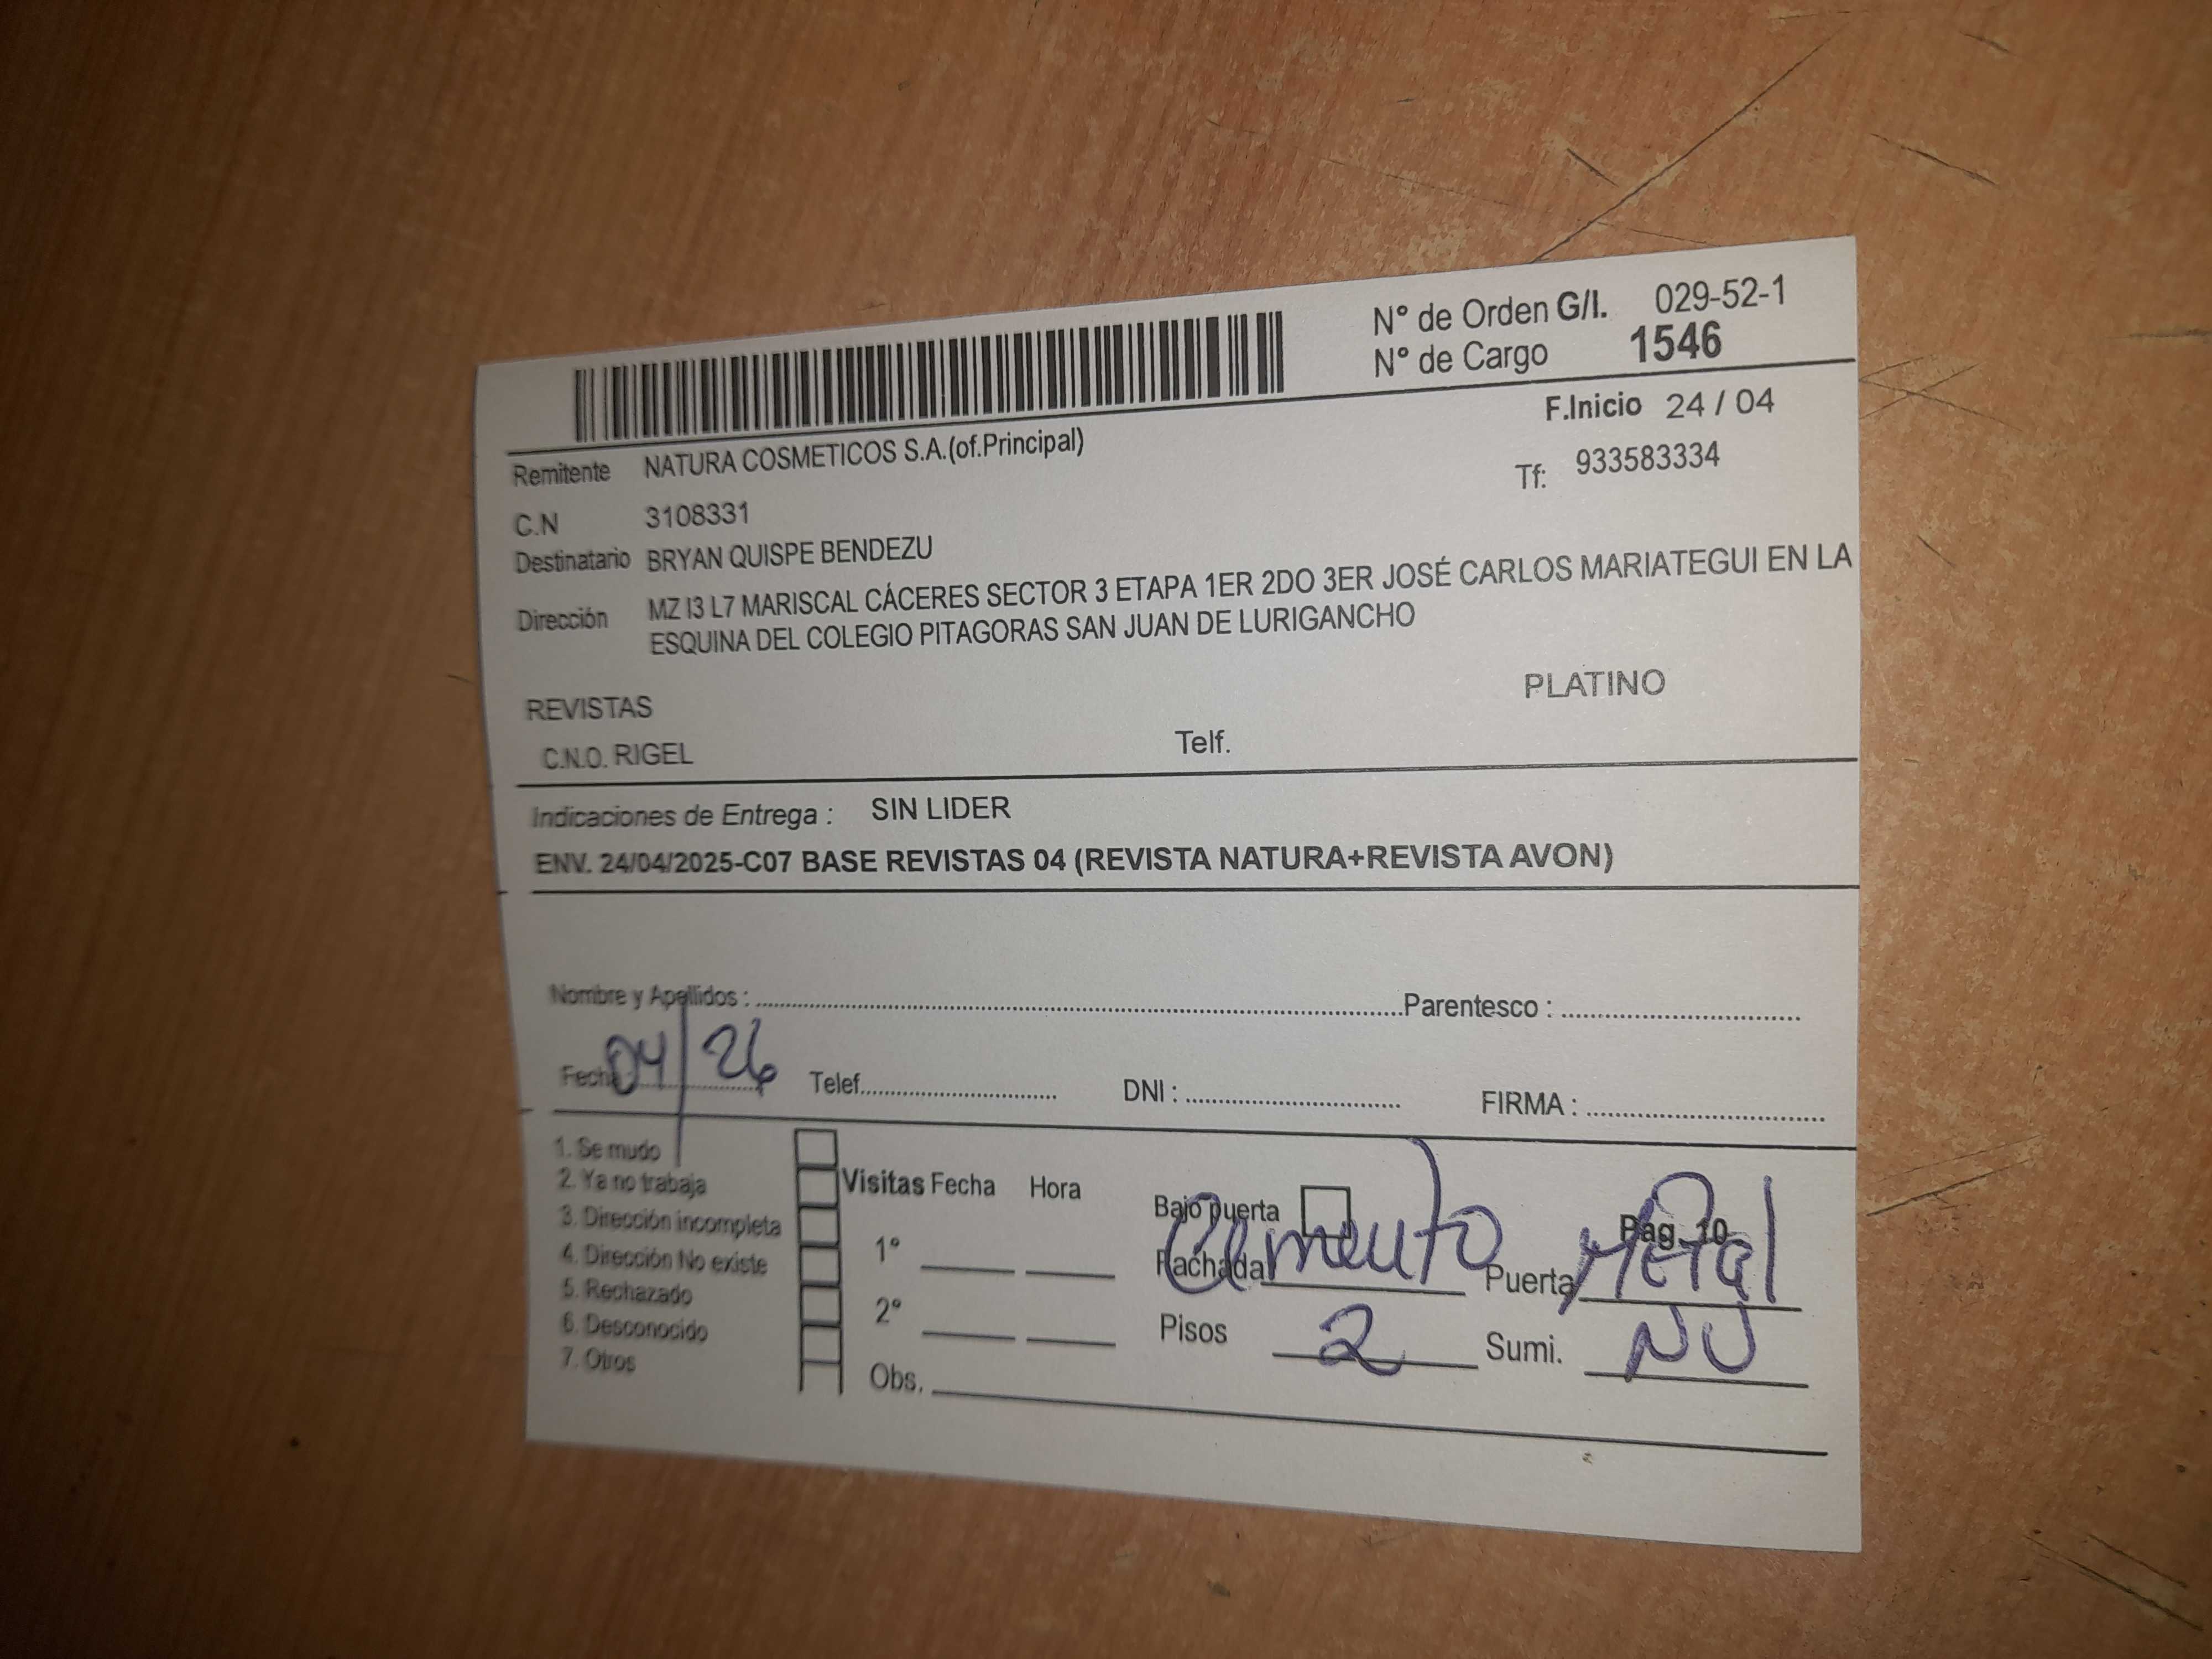 N° de Orden G/I. 029-52-1
N° de Cargo 1546
F.Inicio 24 / 04
Remitente NATURA COSMETICOS S.A.(of.Principal)
Tf: 933583334
C.N 3108331
Destinatario BRYAN QUISPE BENDEZU
Dirección MZ I3 L7 MARISCAL CÁCERES SECTOR 3 ETAPA 1ER 2DO 3ER JOSÉ CARLOS MARIATEGUI EN LA
ESQUINA DEL COLEGIO PITAGORAS SAN JUAN DE LURIGANCHO
PLATINO
REVISTAS
C.N.O. RIGEL Telf.
Indicaciones de Entrega : SIN LIDER
ENV. 24/04/2025-C07 BASE REVISTAS 04 (REVISTA NATURA+REVISTA AVON)
Nombre y Apellidos : Parentesco :
Fecha 04/26 Telef. DNI : FIRMA :
1. Se mudo
2. Ya no trabaja
3. Dirección incompleta
4. Dirección No existe
5. Rechazado
6. Desconocido
7. Otros
Visitas Fecha Hora
1°
2°
Obs.
Bajo puerta
Pag. 10
Fachada Cemento Puerta Metal
Pisos 2 Sumi. NO